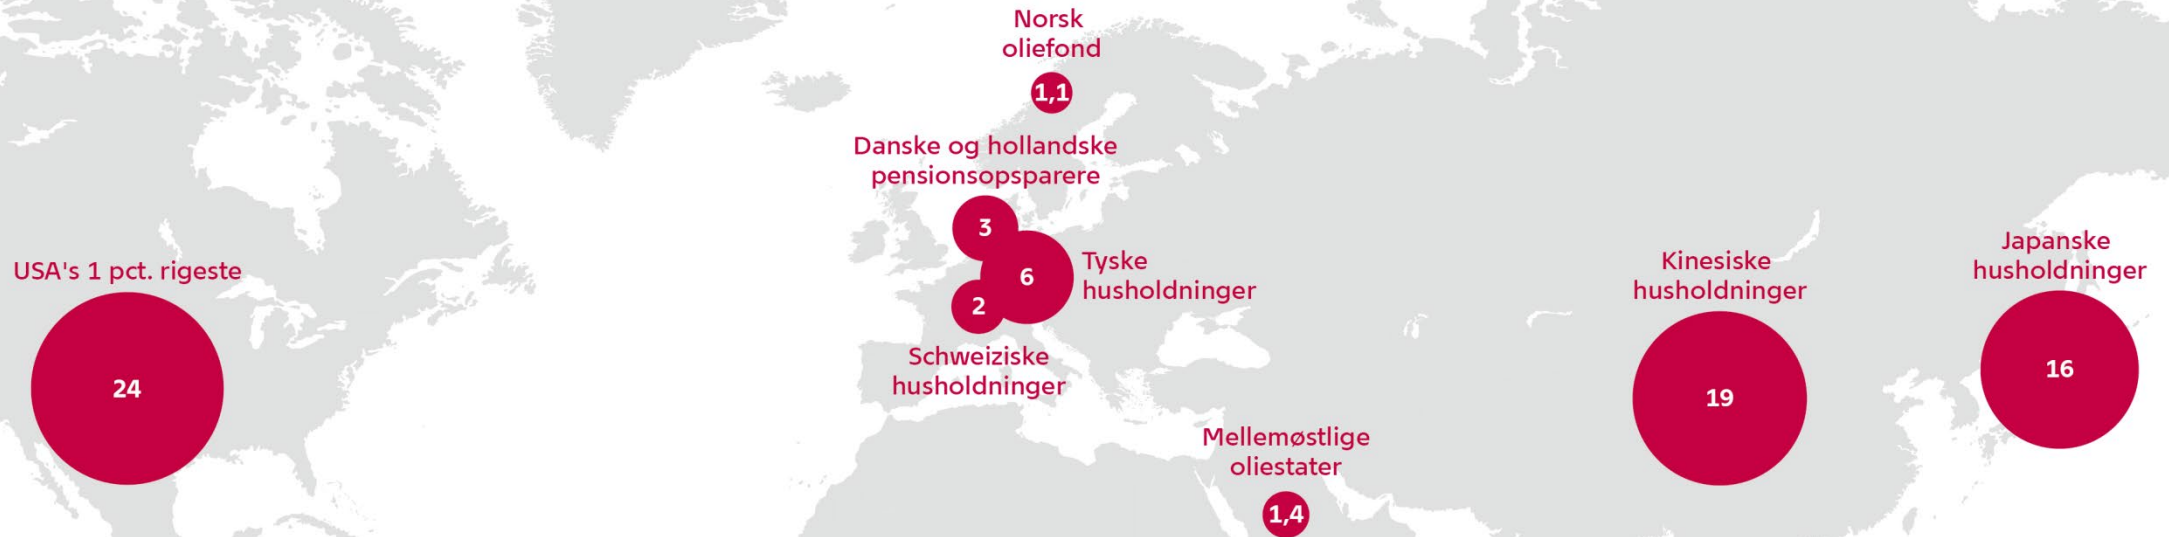 Norsk
oliefond
1,1
Danske og hollandske
pensionsopsparere
3
USA's 1 pct. rigeste
24
Tyske
husholdninger
6
2
Schweiziske
husholdninger
Mellemøstlige
oliestater
1,4
Kinesiske
husholdninger
19
Japanske
husholdninger
16